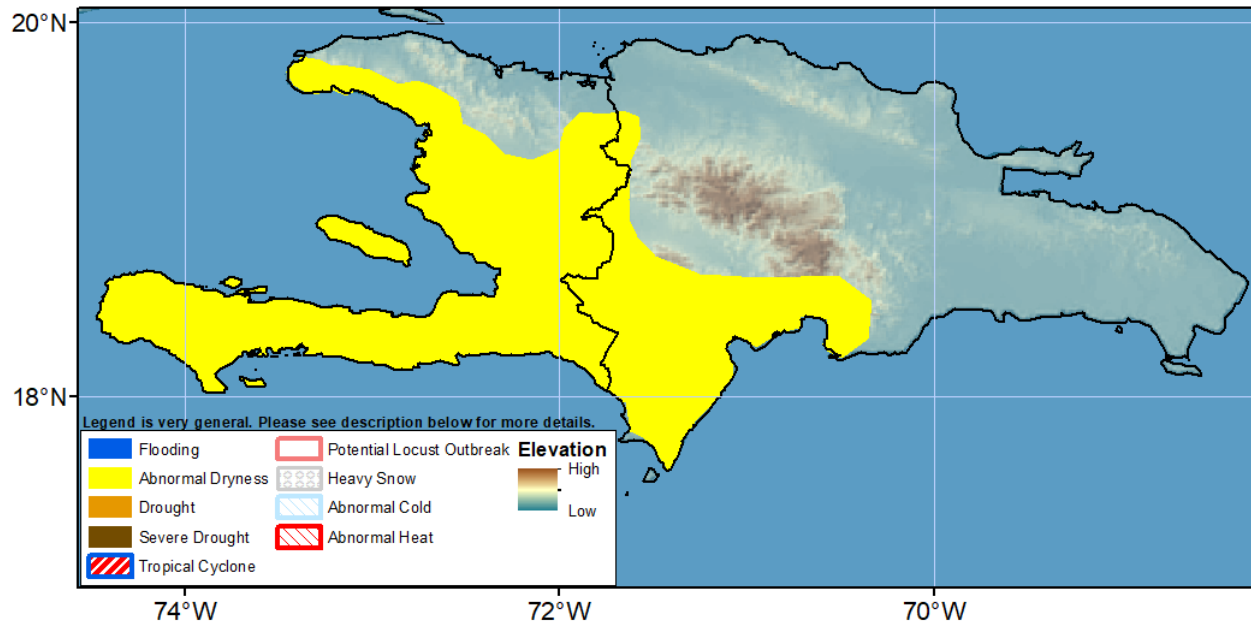 20°N
18°N
Legend is very general. Please see description below for more details.
Flooding
Abnormal Dryness
Drought
Severe Drought
Tropical Cyclone
Potential Locust Outbreak
Heavy Snow
Abnormal Cold
Abnormal Heat
Elevation
High
Low
74°W
72°W
70°W